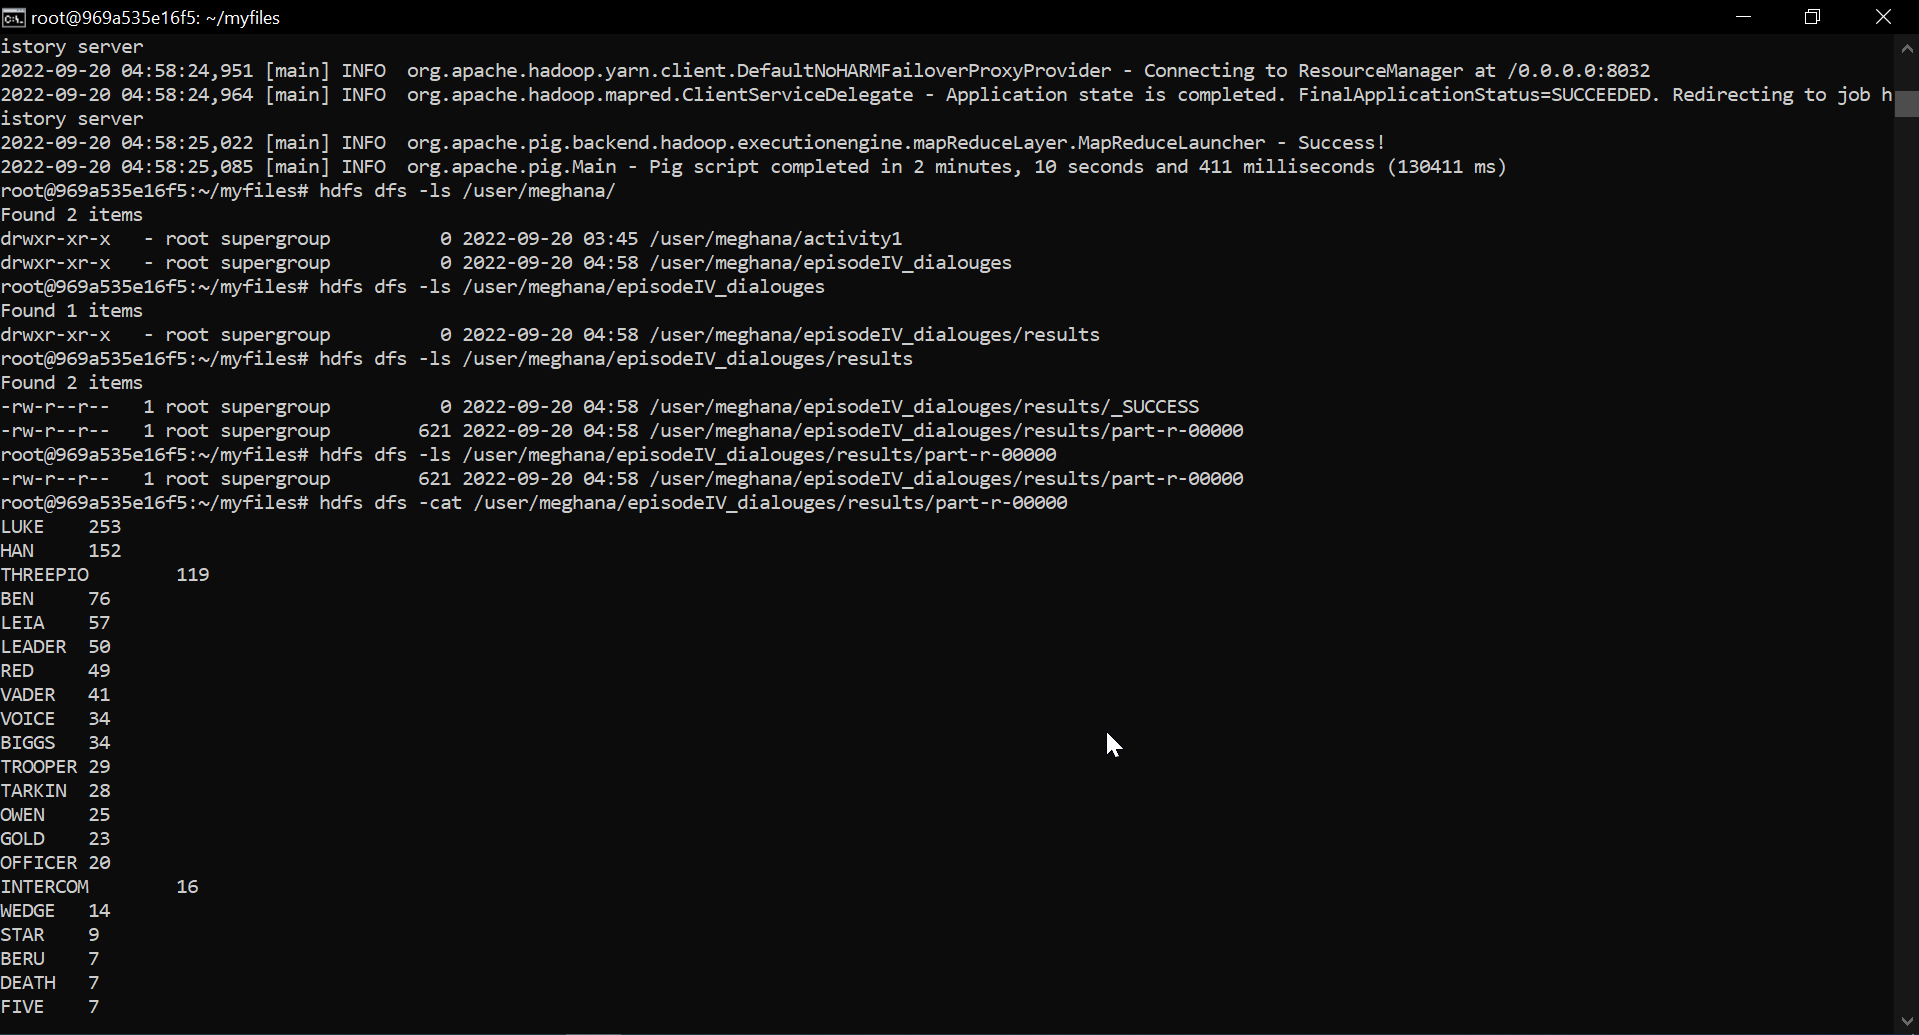 root@969a535e16f5: ~/myfiles
istory server
2022-09-20 04:58:24,951 [main] INFO  org.apache.hadoop.yarn.client.DefaultNoHARMFailoverProxyProvider - Connecting to ResourceManager at /0.0.0.0:8032
2022-09-20 04:58:24,964 [main] INFO  org.apache.hadoop.mapred.ClientServiceDelegate - Application state is completed. FinalApplicationStatus=SUCCEEDED. Redirecting to job h
istory server
2022-09-20 04:58:25,022 [main] INFO  org.apache.pig.backend.hadoop.executionengine.mapReduceLayer.MapReduceLauncher - Success!
2022-09-20 04:58:25,085 [main] INFO  org.apache.pig.Main - Pig script completed in 2 minutes, 10 seconds and 411 milliseconds (130411 ms)
root@969a535e16f5:~/myfiles# hdfs dfs -ls /user/meghana/
Found 2 items
drwxr-xr-x   - root supergroup          0 2022-09-20 03:45 /user/meghana/activity1
drwxr-xr-x   - root supergroup          0 2022-09-20 04:58 /user/meghana/episodeIV_dialouges
root@969a535e16f5:~/myfiles# hdfs dfs -ls /user/meghana/episodeIV_dialouges
Found 1 items
drwxr-xr-x   - root supergroup          0 2022-09-20 04:58 /user/meghana/episodeIV_dialouges/results
root@969a535e16f5:~/myfiles# hdfs dfs -ls /user/meghana/episodeIV_dialouges/results
Found 2 items
-rw-r--r--   1 root supergroup          0 2022-09-20 04:58 /user/meghana/episodeIV_dialouges/results/_SUCCESS
-rw-r--r--   1 root supergroup        621 2022-09-20 04:58 /user/meghana/episodeIV_dialouges/results/part-r-00000
root@969a535e16f5:~/myfiles# hdfs dfs -ls /user/meghana/episodeIV_dialouges/results/part-r-00000
-rw-r--r--   1 root supergroup        621 2022-09-20 04:58 /user/meghana/episodeIV_dialouges/results/part-r-00000
root@969a535e16f5:~/myfiles# hdfs dfs -cat /user/meghana/episodeIV_dialouges/results/part-r-00000
LUKE    253
HAN     152
THREEPIO        119
BEN     76
LEIA    57
LEADER  50
RED     49
VADER   41
VOICE   34
BIGGS   34
TROOPER 29
TARKIN  28
OWEN    25
GOLD    23
OFFICER 20
INTERCOM        16
WEDGE   14
STAR    9
BERU    7
DEATH   7
FIVE    7